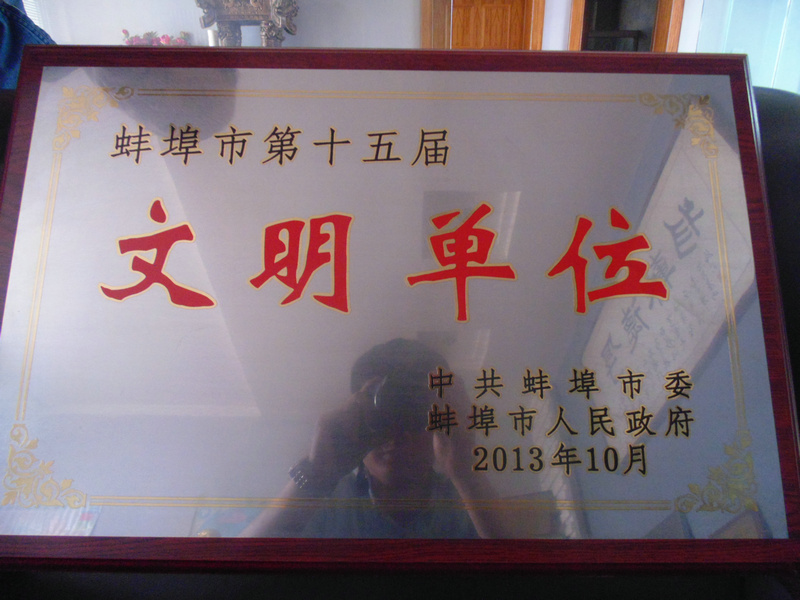 蚌埠市第十五届
文明单位
中共蚌埠市委
蚌埠市人民政府
2013年10月